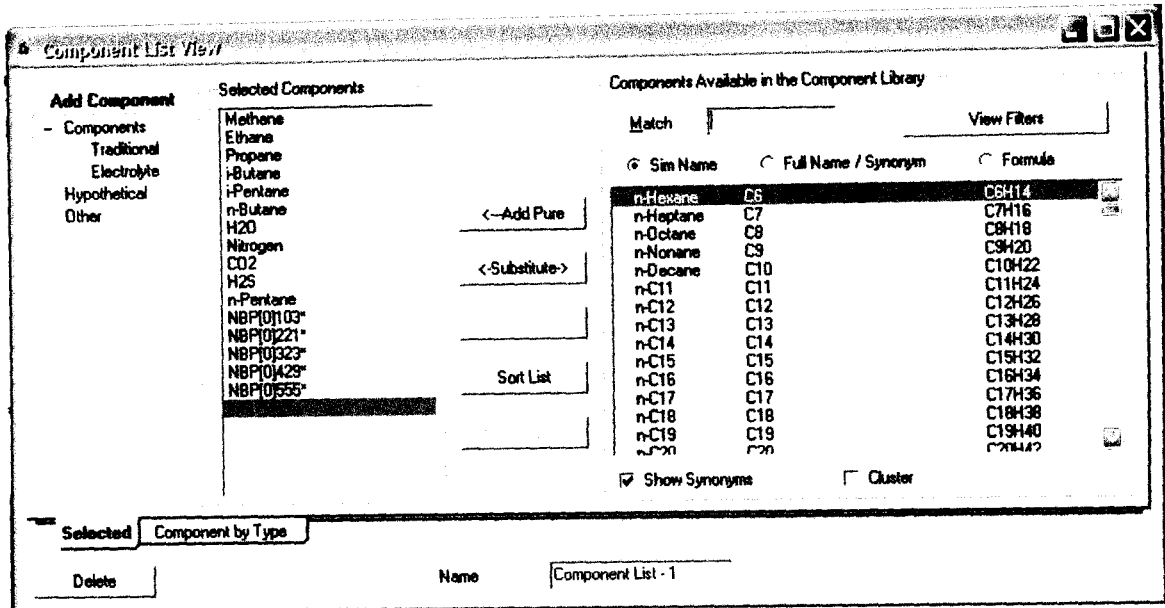 Component List View
Add Component
− Components
Traditional
Electrolyte
Hypothetical
Other
Selected Components
Methane
Ethane
Propane
i-Butane
i-Pentane
n-Butane
H2O
Nitrogen
CO2
H2S
n-Pentane
NBP[0]103*
NBP[0]221*
NBP[0]323*
NBP[0]429*
NBP[0]555*
<---Add Pure
<-Substitute->
Sort List
Components Available in the Component Library
Match
View Filters
Sim Name Full Name / Synonym Formula
n-Hexane C6 C6H14
n-Heptane C7 C7H16
n-Octane C8 C8H18
n-Nonane C9 C9H20
n-Decane C10 C10H22
n-C11 C11 C11H24
n-C12 C12 C12H26
n-C13 C13 C13H28
n-C14 C14 C14H30
n-C15 C15 C15H32
n-C16 C16 C16H34
n-C17 C17 C17H36
n-C18 C18 C18H38
n-C19 C19 C19H40
n-C20 C20 C20H42
Show Synonyms Cluster
Selected Component by Type
Delete
Name Component List - 1